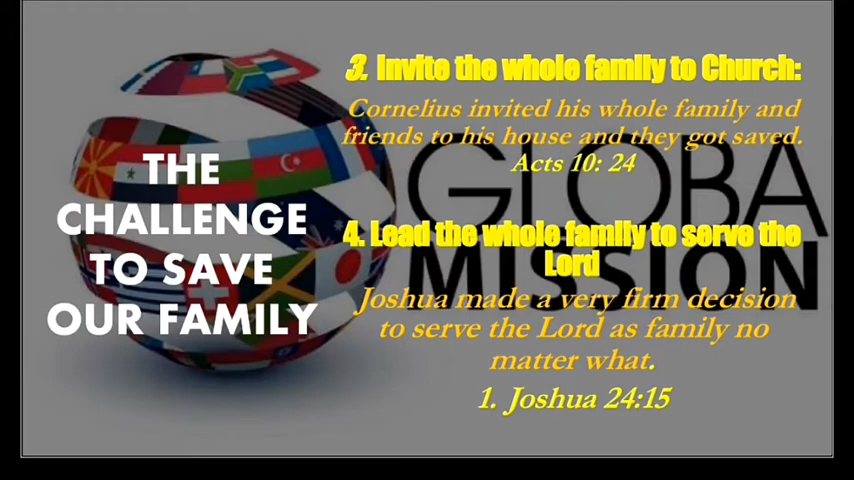 THE
CHALLENGE
TO SAVE
OUR FAMILY
3. Invite the whole family to Church:
Cornelius invited his whole family and
friends to his house and they got saved.
Acts 10: 24
4. Lead the whole family to serve the
Lord
Joshua made a very firm decision
to serve the Lord as family no
matter what.
1. Joshua 24:15
GLOBA
MISSION